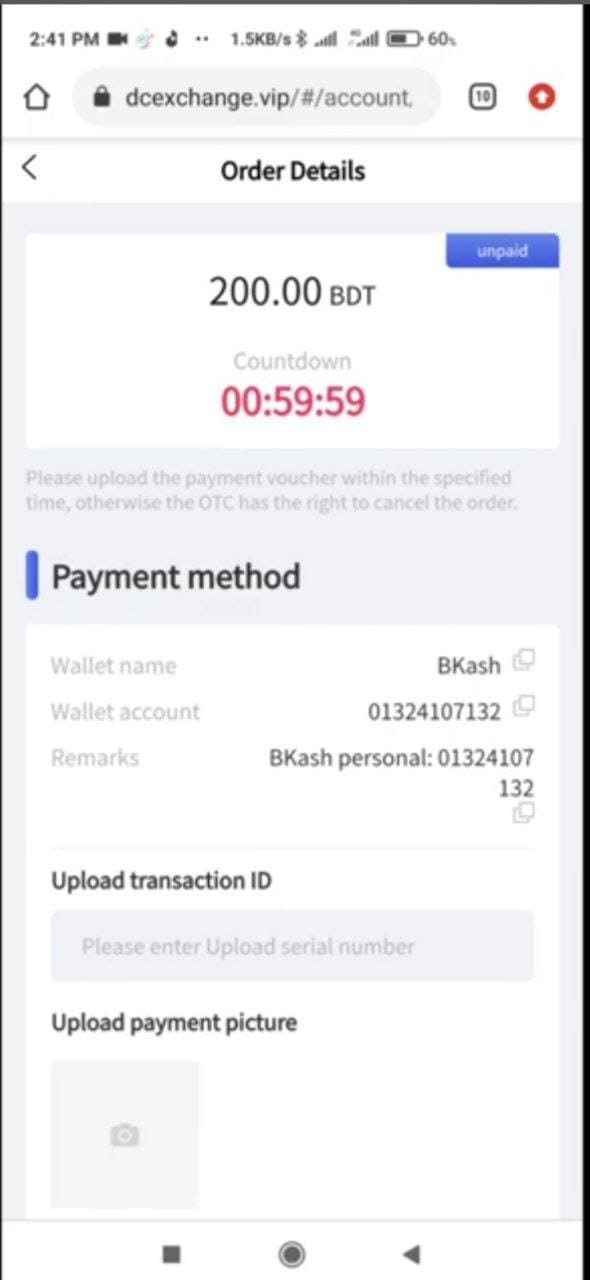 2:41 PM 1.5KB/s 4G 60%
dcexchange.vip/#/account, 10
Order Details
unpaid
200.00 BDT
Countdown
00:59:59
Please upload the payment voucher within the specified
time, otherwise the OTC has the right to cancel the order.
Payment method
Wallet name BKash
Wallet account 01324107132
Remarks BKash personal: 01324107
132
Upload transaction ID
Please enter Upload serial number
Upload payment picture